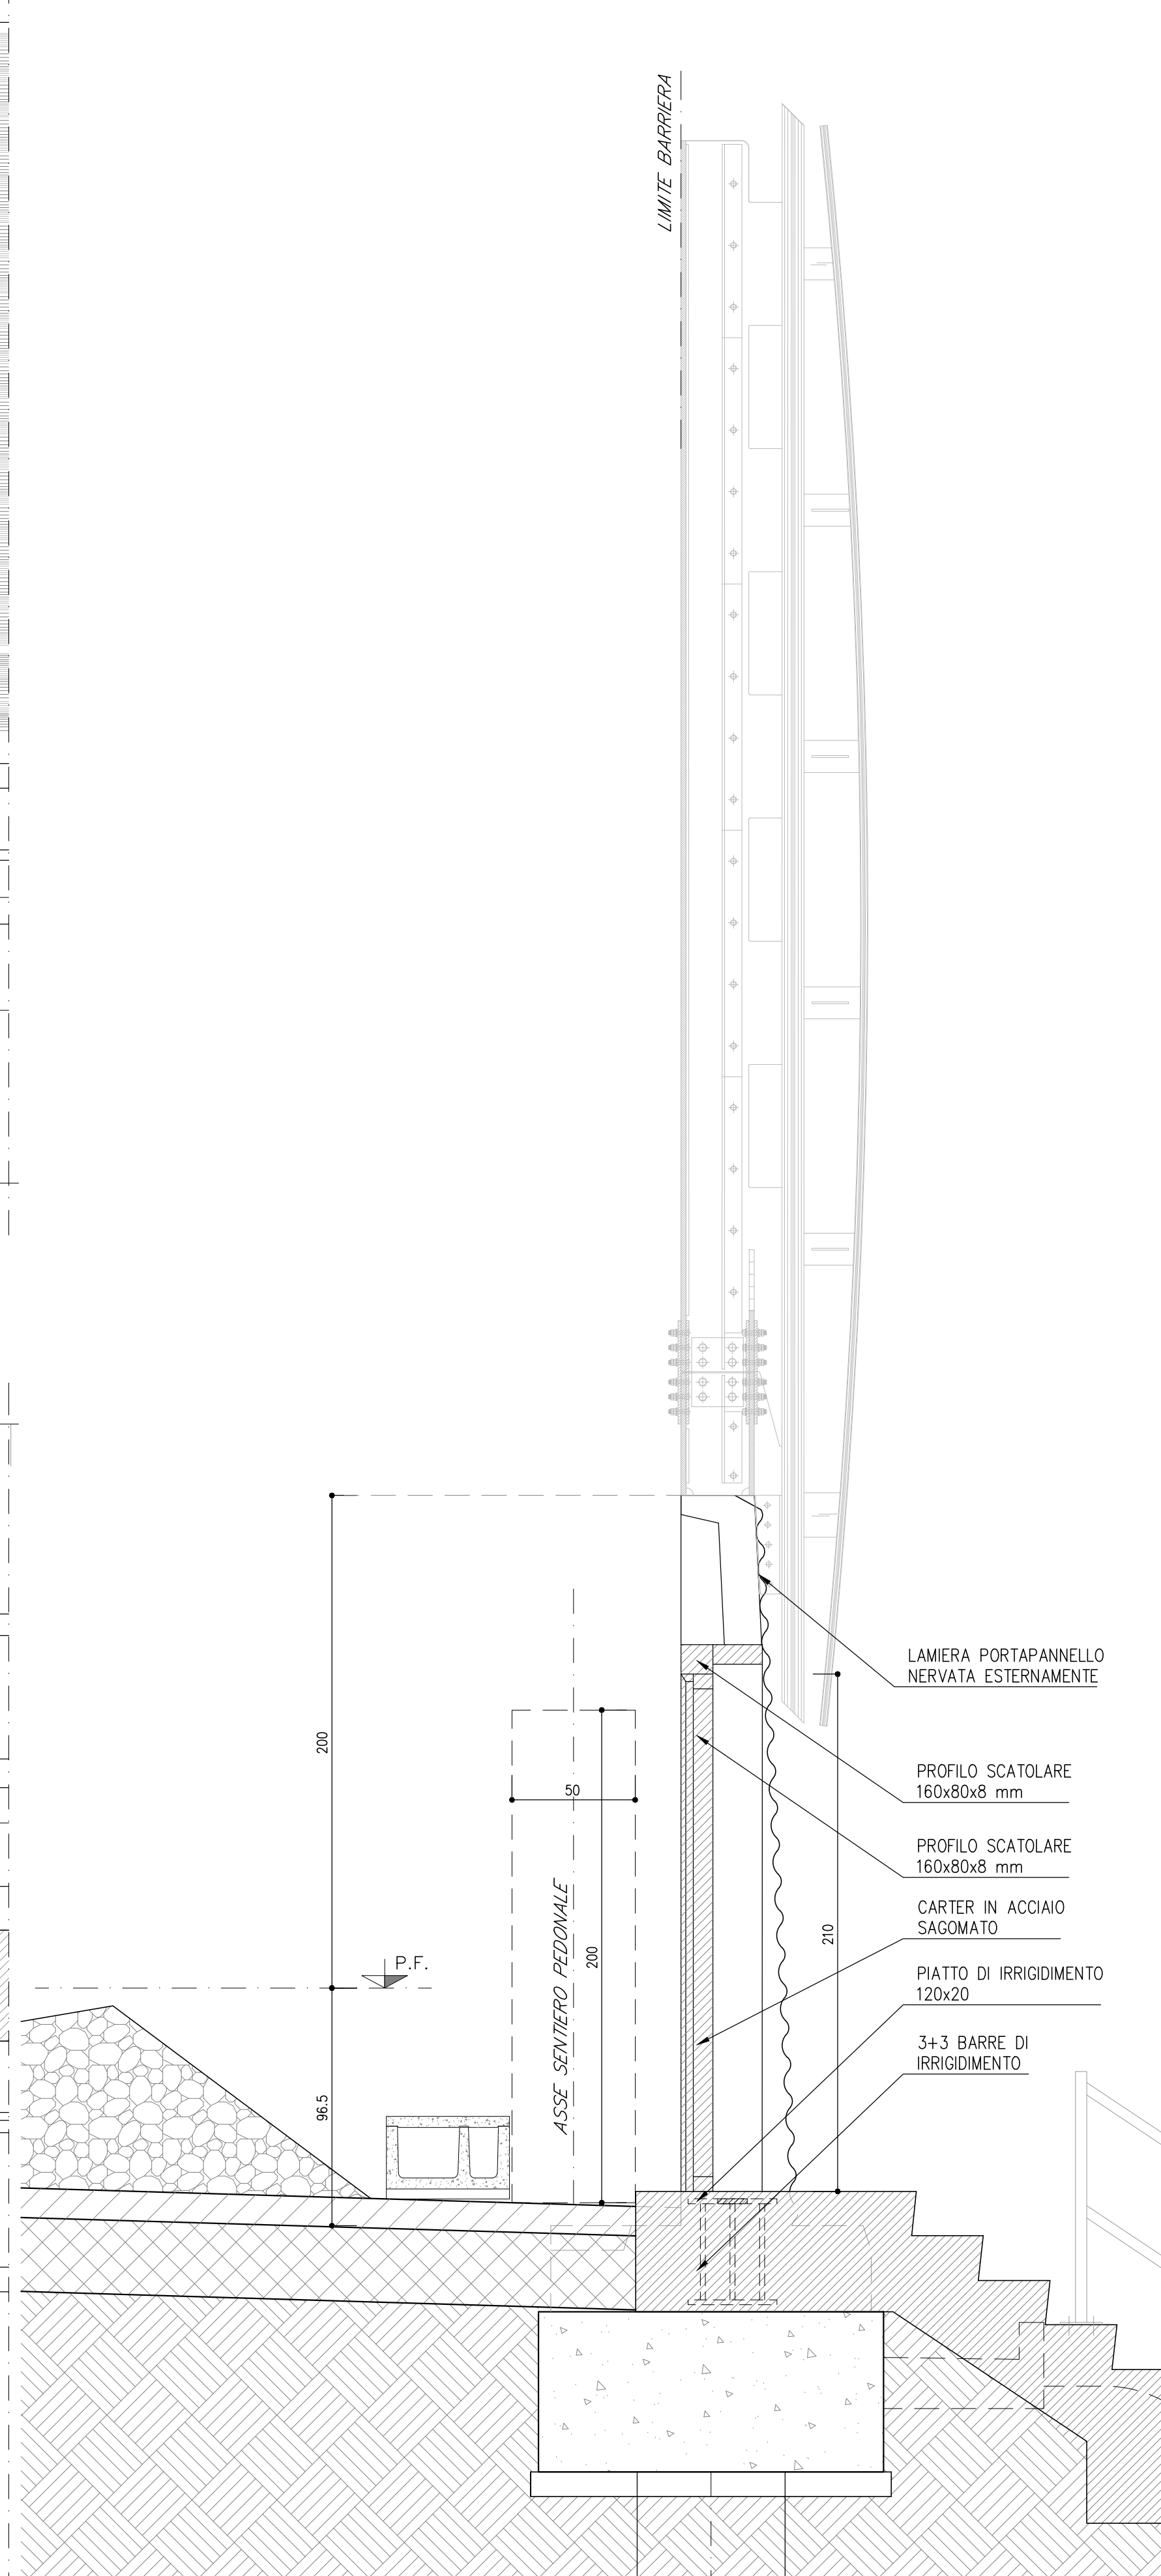 LIMITE BARRIERA
LAMIERA PORTAPANNELLO
NERVATA ESTERNAMENTE
200
PROFILO SCATOLARE
160x80x8 mm
50
PROFILO SCATOLARE
160x80x8 mm
ASSE SENTIERO PEDONALE
200
CARTER IN ACCIAIO
SAGOMATO
210
P.F.
PIATTO DI IRRIGIDIMENTO
120x20
3+3 BARRE DI
IRRIGIDIMENTO
96.5